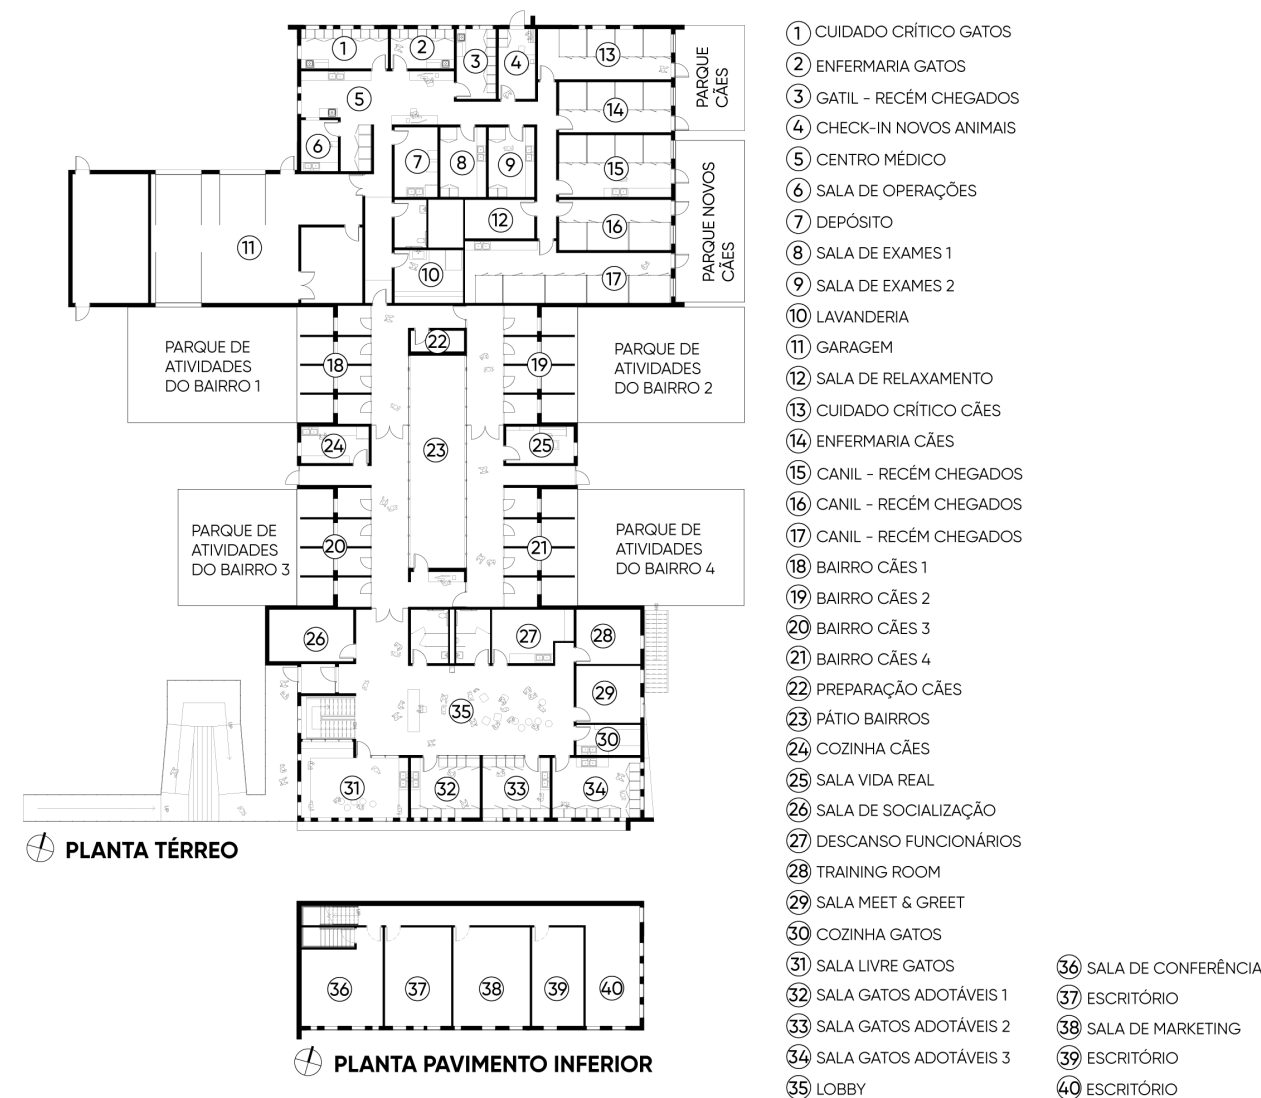 1
2
3
4
13
PARQUE
CÃES
5
14
6
7
8
9
15
PARQUE NOVOS
CÃES
12
16
11
10
17
22
PARQUE DE
ATIVIDADES
DO BAIRRO 1
18
19
PARQUE DE
ATIVIDADES
DO BAIRRO 2
24
23
25
PARQUE DE
ATIVIDADES
DO BAIRRO 3
20
21
PARQUE DE
ATIVIDADES
DO BAIRRO 4
26
27
28
29
35
30
31
32
33
34
PLANTA TÉRREO
36
37
38
39
40
PLANTA PAVIMENTO INFERIOR
1 CUIDADO CRÍTICO GATOS
2 ENFERMARIA GATOS
3 GATIL - RECÉM CHEGADOS
4 CHECK-IN NOVOS ANIMAIS
5 CENTRO MÉDICO
6 SALA DE OPERAÇÕES
7 DEPÓSITO
8 SALA DE EXAMES 1
9 SALA DE EXAMES 2
10 LAVANDERIA
11 GARAGEM
12 SALA DE RELAXAMENTO
13 CUIDADO CRÍTICO CÃES
14 ENFERMARIA CÃES
15 CANIL - RECÉM CHEGADOS
16 CANIL - RECÉM CHEGADOS
17 CANIL - RECÉM CHEGADOS
18 BAIRRO CÃES 1
19 BAIRRO CÃES 2
20 BAIRRO CÃES 3
21 BAIRRO CÃES 4
22 PREPARAÇÃO CÃES
23 PÁTIO BAIRROS
24 COZINHA CÃES
25 SALA VIDA REAL
26 SALA DE SOCIALIZAÇÃO
27 DESCANSO FUNCIONÁRIOS
28 TRAINING ROOM
29 SALA MEET & GREET
30 COZINHA GATOS
31 SALA LIVRE GATOS
32 SALA GATOS ADOTÁVEIS 1
33 SALA GATOS ADOTÁVEIS 2
34 SALA GATOS ADOTÁVEIS 3
35 LOBBY
36 SALA DE CONFERÊNCIA
37 ESCRITÓRIO
38 SALA DE MARKETING
39 ESCRITÓRIO
40 ESCRITÓRIO